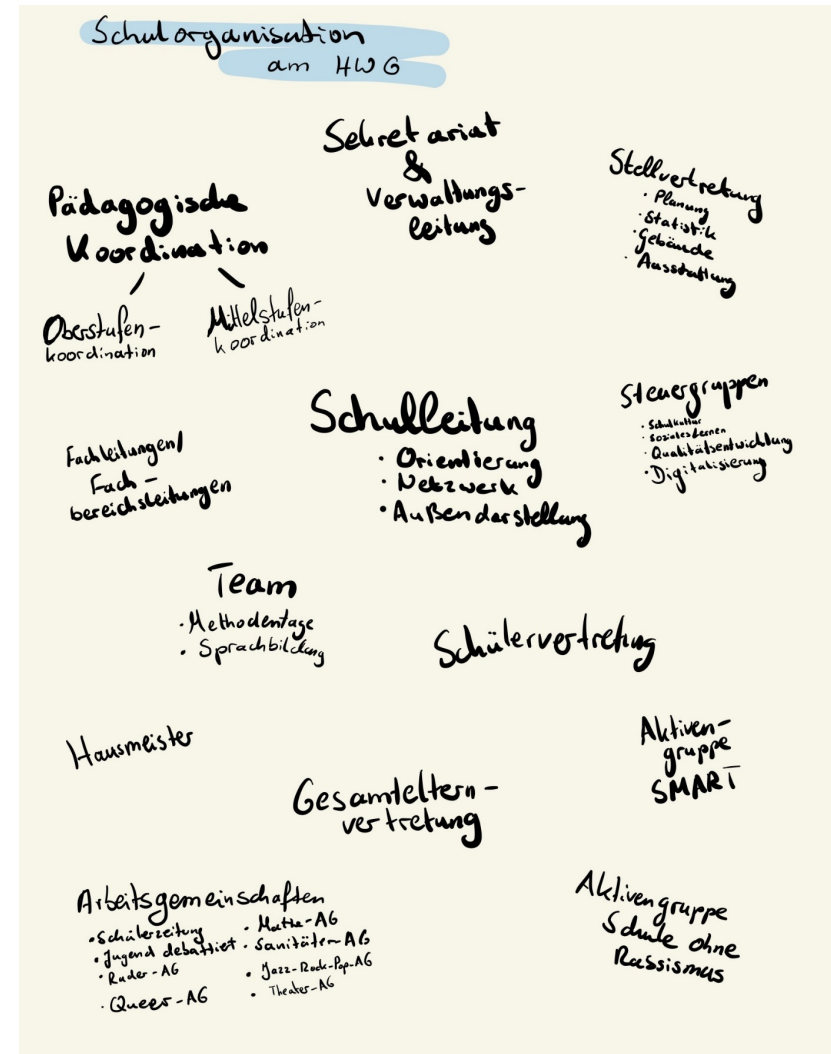 Schulorganisation
am HWG
Sekretariat
&
Verwaltungs-
leitung
Stellvertretung
· Planung
· Statistik
· Gebäude
· Ausstattung
Pädagogische
Koordination
Oberstufen-
koordination
Mittelstufen-
koordination
Schulleitung
· Orientierung
· Netzwerk
· Außendarstellung
Steuergruppen
· Schulkultur
· Soziales Lernen
· Qualitätsentwicklung
· Digitalisierung
Fachleitungen/
Fach-
bereichsleitungen
Team
· Methodentage
· Sprachbildung
Schülervertretung
Hausmeister
Aktiven-
gruppe
SMART
Gesamteltern-
vertretung
Arbeitsgemeinschaften
· Schülerzeitung
· Jugend debattiert
· Ruder-AG
· Queer-AG
· Mathe-AG
· Sanitäter-AG
· Jazz-Rock-Pop-AG
· Theater-AG
Aktivengruppe
Schule ohne
Rassismus